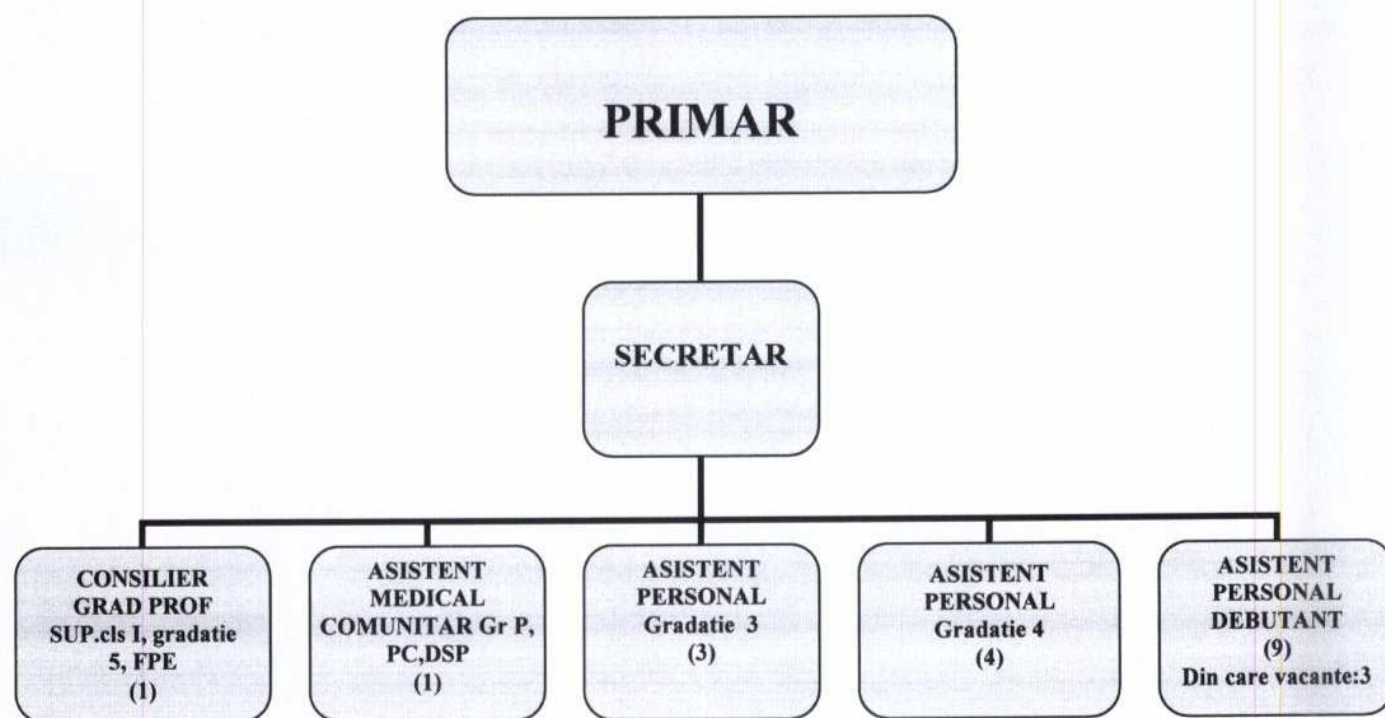 PRIMAR
SECRETAR
CONSILIER
GRAD PROF
SUP.cls I, gradatie
5, FPE
(1)
ASISTENT
MEDICAL
COMUNITAR Gr P,
PC,DSP
(1)
ASISTENT
PERSONAL
Gradatie 3
(3)
ASISTENT
PERSONAL
Gradatie 4
(4)
ASISTENT
PERSONAL
DEBUTANT
(9)
Din care vacante:3